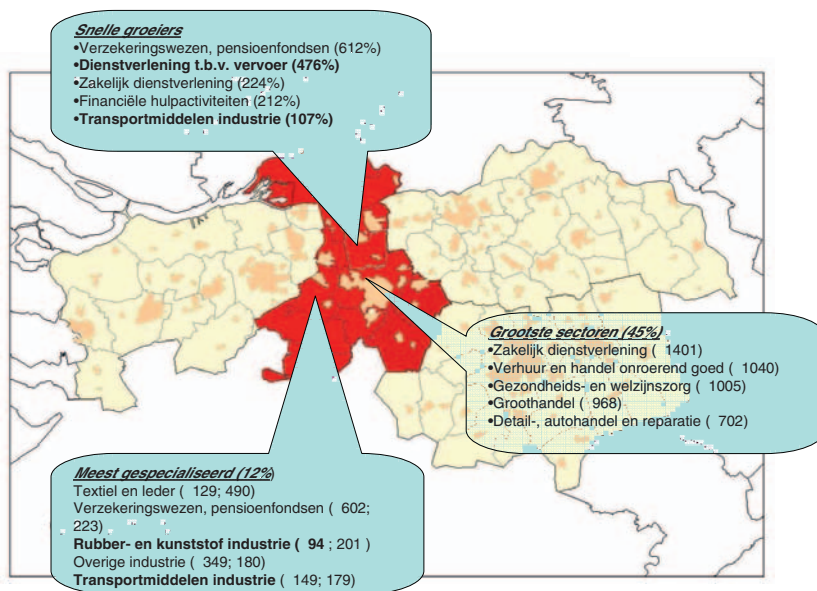 Snelle groeiers
•Verzekeringswezen, pensioenfondsen (612%)
•Dienstverlening t.b.v. vervoer (476%)
•Zakelijk dienstverlening (224%)
•Financiële hulpactiviteiten (212%)
•Transportmiddelen industrie (107%)
Grootste sectoren (45%)
•Zakelijk dienstverlening ( 1401)
•Verhuur en handel onroerend goed ( 1040)
•Gezondheids- en welzijnszorg ( 1005)
•Groothandel ( 968)
•Detail-, autohandel en reparatie ( 702)
Meest gespecialiseerd (12%)
Textiel en leder ( 129; 490)
Verzekeringswezen, pensioenfondsen ( 602;
223)
Rubber- en kunststof industrie ( 94 ; 201 )
Overige industrie ( 349; 180)
Transportmiddelen industrie ( 149; 179)